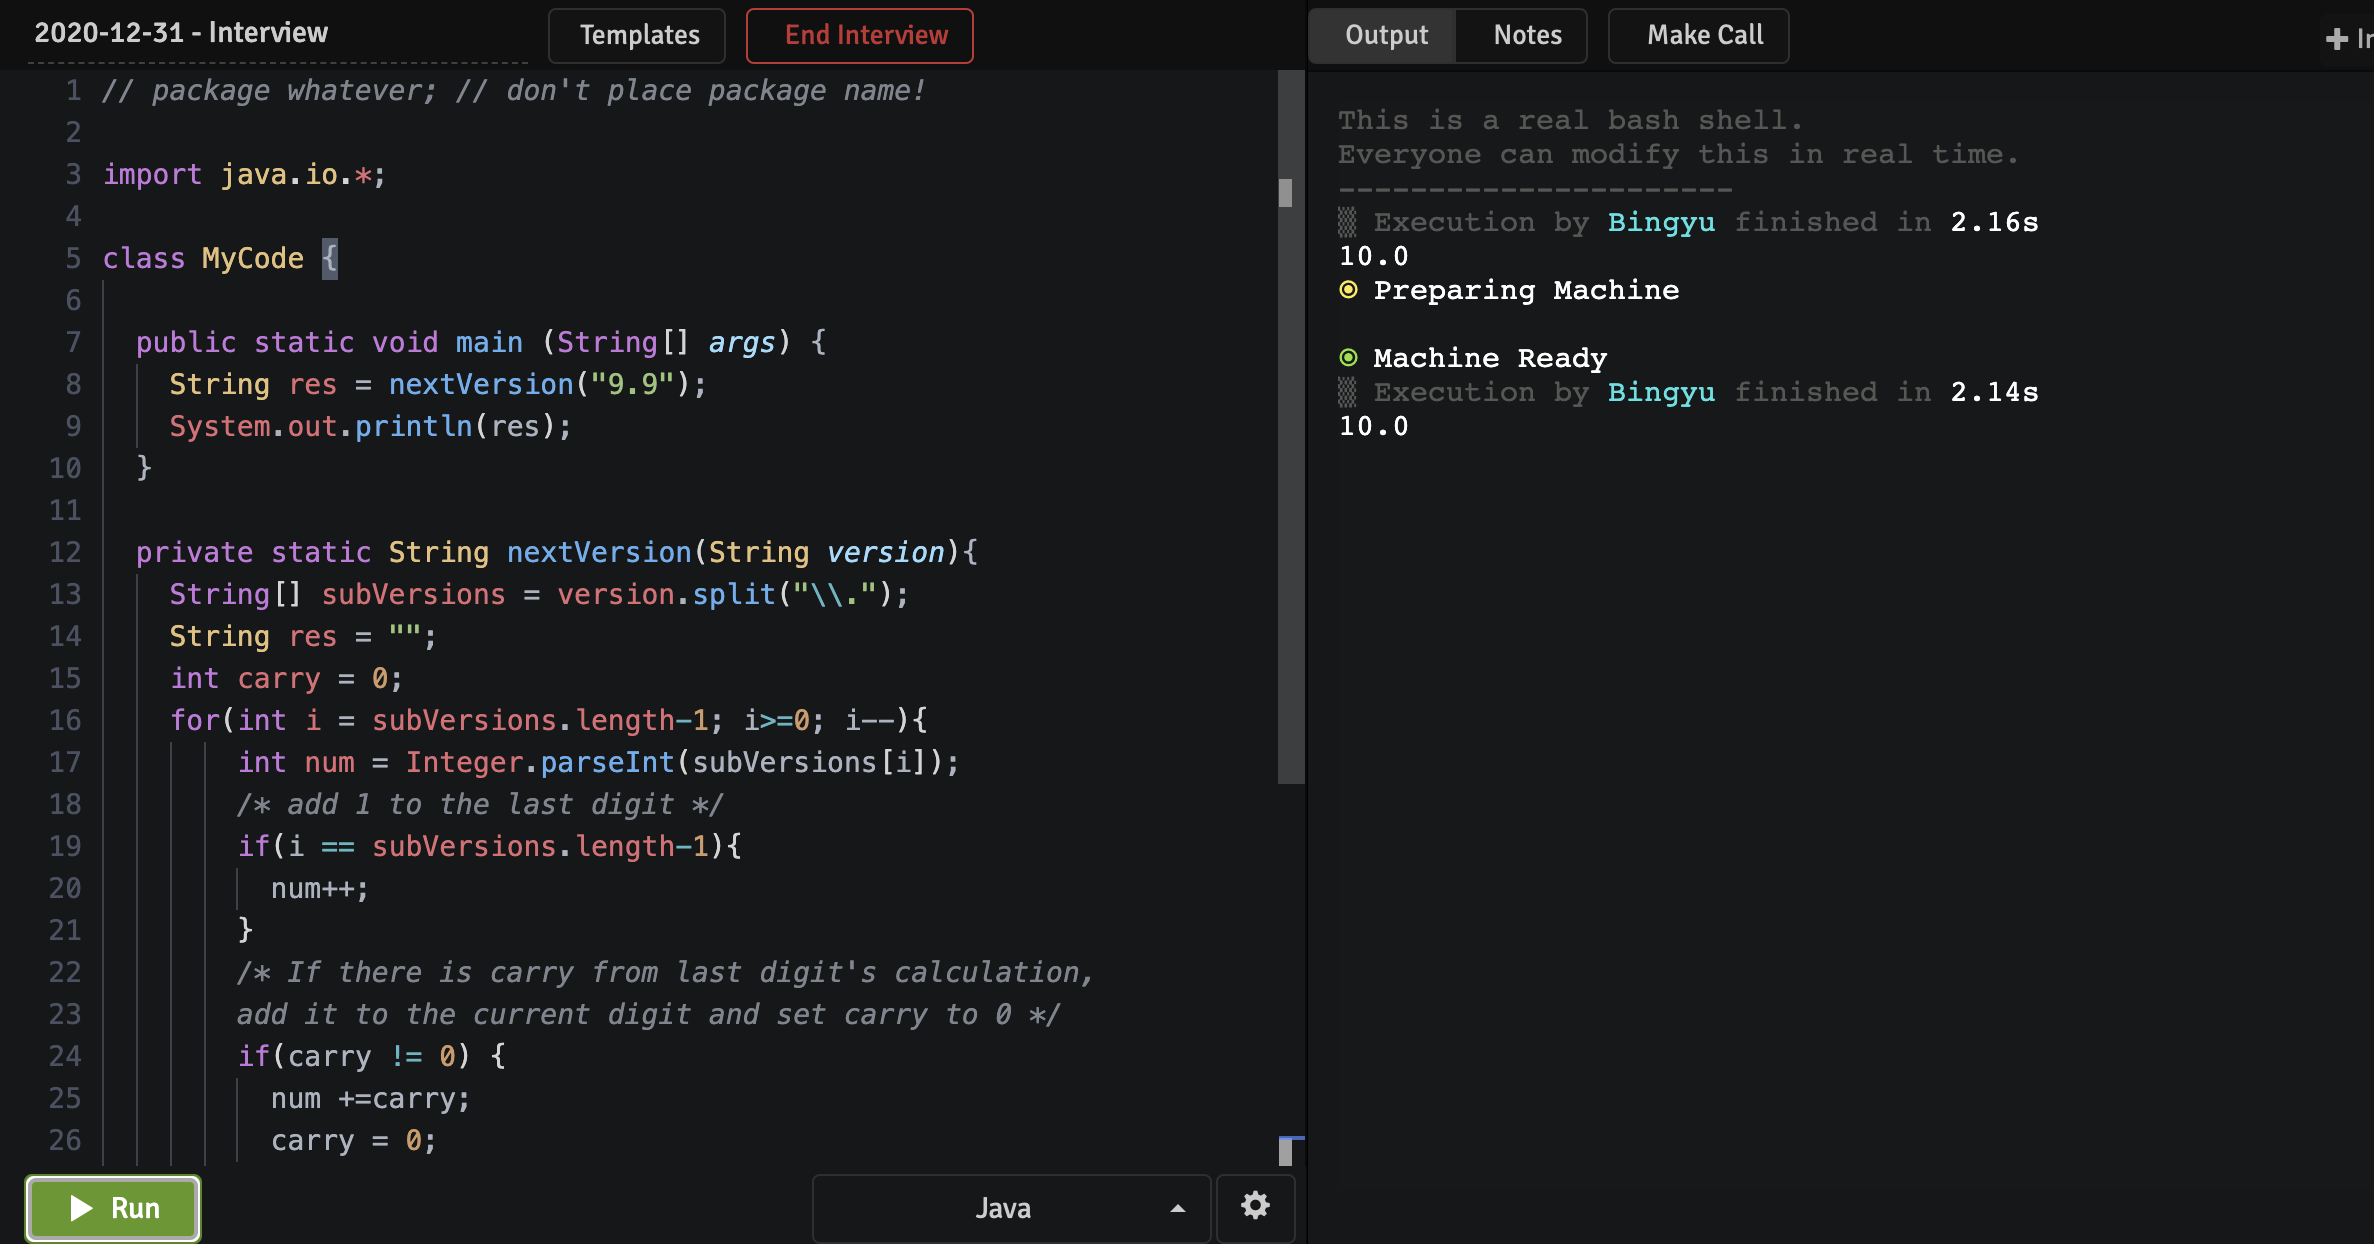 2020-12-31 - Interview
Templates
End Interview
1 // package whatever; // don't place package name!
2
3 import java.io.*;
4
5 class MyCode {
6
7 public static void main (String[] args) {
8 String res = nextVersion("9.9");
9 System.out.println(res);
10 }
11
12 private static String nextVersion(String version){
13 String[] subVersions = version.split("\\.");
14 String res = "";
15 int carry = 0;
16 for(int i = subVersions.length-1; i>=0; i--){
17 int num = Integer.parseInt(subVersions[i]);
18 /* add 1 to the last digit */
19 if(i == subVersions.length-1){
20 num++;
21 }
22 /* If there is carry from last digit's calculation,
23 add it to the current digit and set carry to 0 */
24 if(carry != 0) {
25 num +=carry;
26 carry = 0;
Run
Java
Output
Notes
Make Call
This is a real bash shell.
Everyone can modify this in real time.
----------------------
Execution by Bingyu finished in 2.16s
10.0
Preparing Machine
Machine Ready
Execution by Bingyu finished in 2.14s
10.0